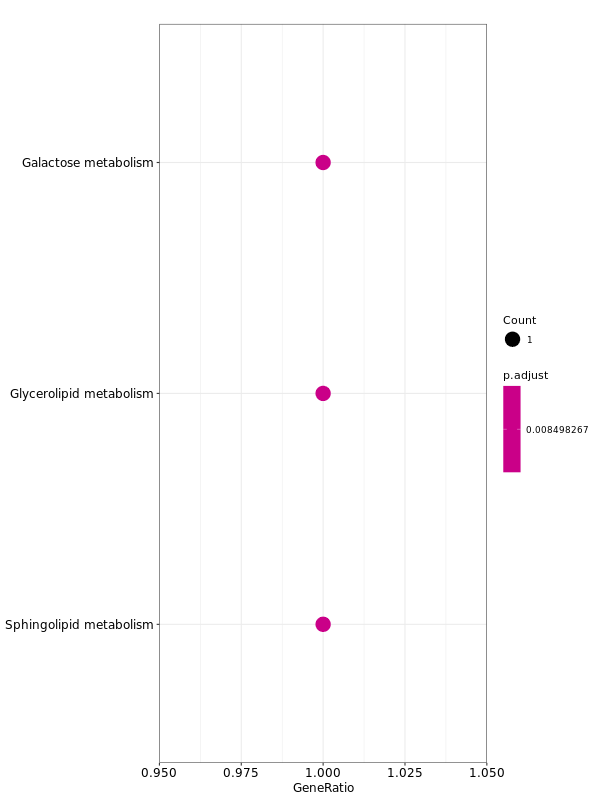 Galactose metabolism
Glycerolipid metabolism
Sphingolipid metabolism
0.950 0.975 1.000 1.025 1.050
GeneRatio
Count
1
p.adjust
0.008498267